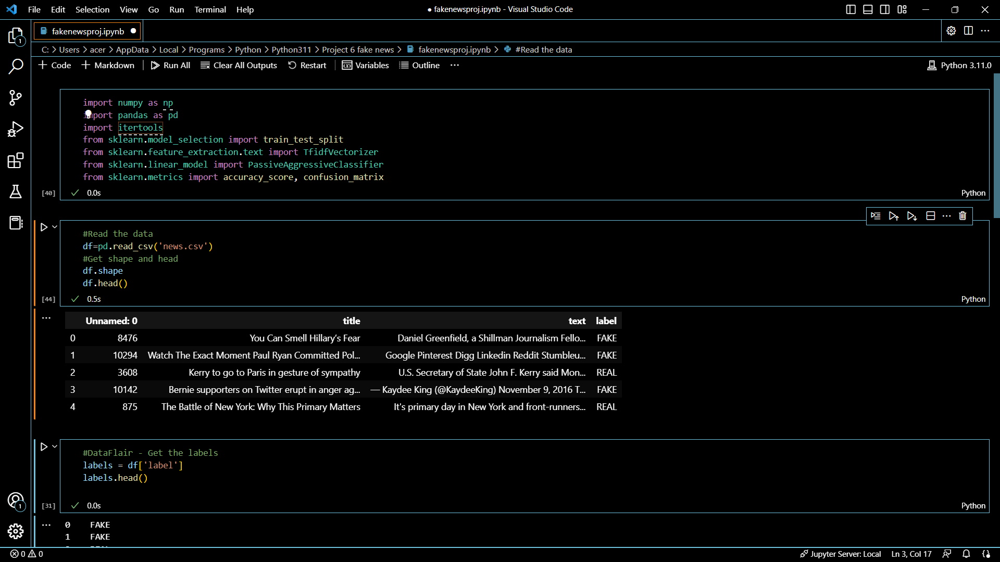 File Edit Selection View Go Run Terminal Help
● fakenewsproj.ipynb - Visual Studio Code
fakenewsproj.ipynb ●
C: > Users > acer > AppData > Local > Programs > Python > Python311 > Project 6 fake news > fakenewsproj.ipynb > #Read the data
+ Code + Markdown | Run All Clear All Outputs Restart | Variables Outline ···
Python 3.11.0
import numpy as np
import pandas as pd
import itertools
from sklearn.model_selection import train_test_split
from sklearn.feature_extraction.text import TfidfVectorizer
from sklearn.linear_model import PassiveAggressiveClassifier
from sklearn.metrics import accuracy_score, confusion_matrix
[40] ✓ 0.0s Python
#Read the data
df=pd.read_csv('news.csv')
#Get shape and head
df.shape
df.head()
[44] ✓ 0.5s Python
Unnamed: 0 title text label
0 8476 You Can Smell Hillary’s Fear Daniel Greenfield, a Shillman Journalism Fello... FAKE
1 10294 Watch The Exact Moment Paul Ryan Committed Pol... Google Pinterest Digg Linkedin Reddit Stumbleu... FAKE
2 3608 Kerry to go to Paris in gesture of sympathy U.S. Secretary of State John F. Kerry said Mon... REAL
3 10142 Bernie supporters on Twitter erupt in anger ag... — Kaydee King (@KaydeeKing) November 9, 2016 T... FAKE
4 875 The Battle of New York: Why This Primary Matters It's primary day in New York and front-runners... REAL
#DataFlair - Get the labels
labels = df['label']
labels.head()
[31] ✓ 0.0s Python
0 FAKE
1 FAKE
1
1
0 0
Jupyter Server: Local Ln 3, Col 17